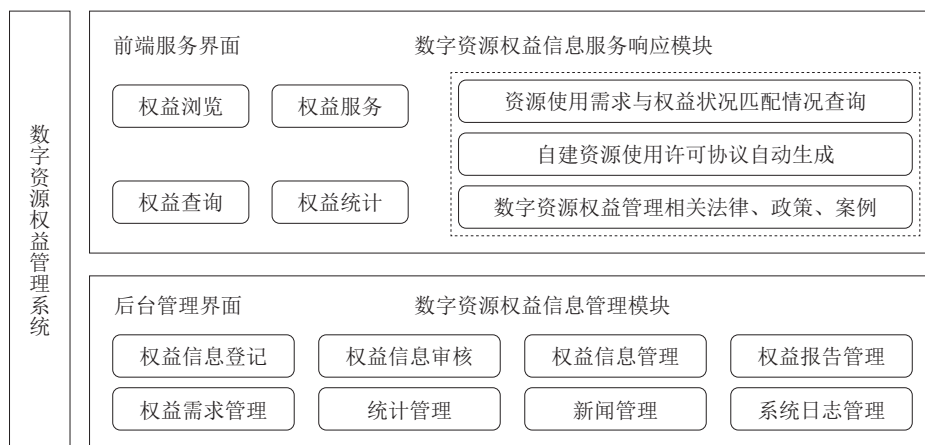 数字资源权益管理系统
前端服务界面
数字资源权益信息服务响应模块
权益浏览
权益服务
权益查询
权益统计
资源使用需求与权益状况匹配情况查询
自建资源使用许可协议自动生成
数字资源权益管理相关法律、政策、案例
后台管理界面
数字资源权益信息管理模块
权益信息登记
权益信息审核
权益信息管理
权益报告管理
权益需求管理
统计管理
新闻管理
系统日志管理